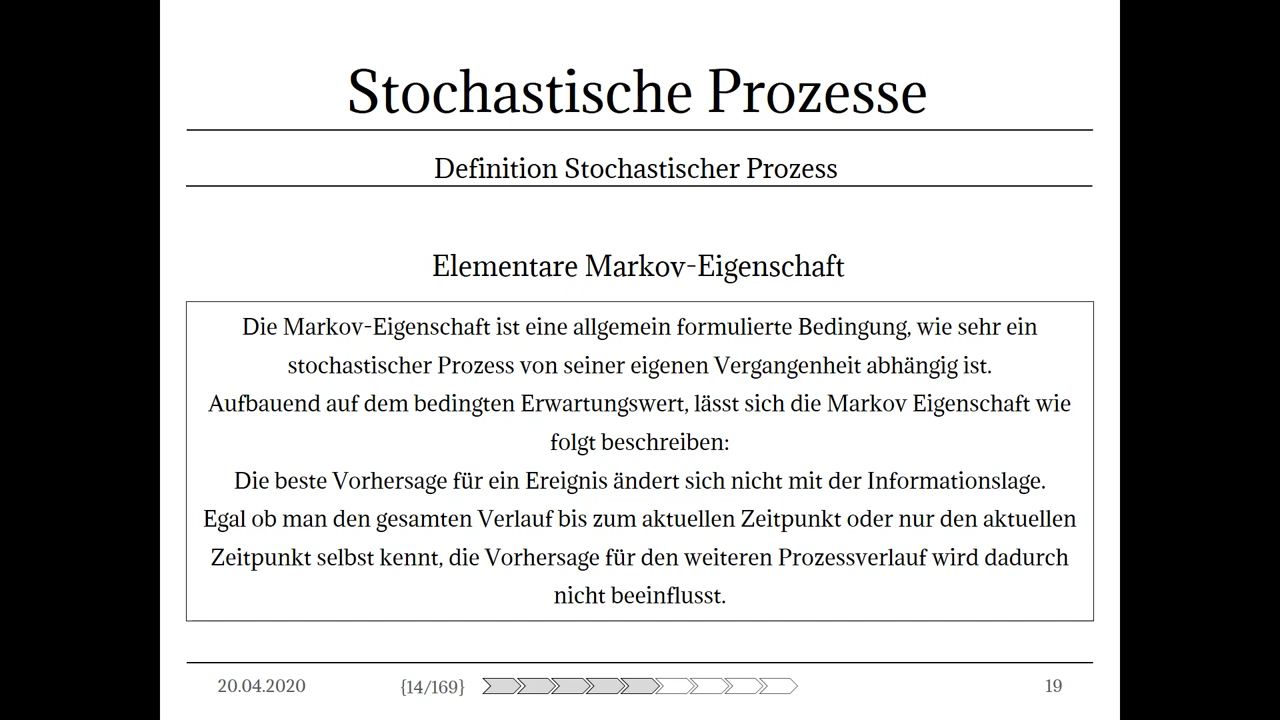 Stochastische Prozesse
Definition Stochastischer Prozess
Elementare Markov-Eigenschaft
Die Markov-Eigenschaft ist eine allgemein formulierte Bedingung, wie sehr ein
stochastischer Prozess von seiner eigenen Vergangenheit abhängig ist.
Aufbauend auf dem bedingten Erwartungswert, lässt sich die Markov Eigenschaft wie
folgt beschreiben:
Die beste Vorhersage für ein Ereignis ändert sich nicht mit der Informationslage.
Egal ob man den gesamten Verlauf bis zum aktuellen Zeitpunkt oder nur den aktuellen
Zeitpunkt selbst kennt, die Vorhersage für den weiteren Prozessverlauf wird dadurch
nicht beeinflusst.
20.04.2020 {14/169} 19